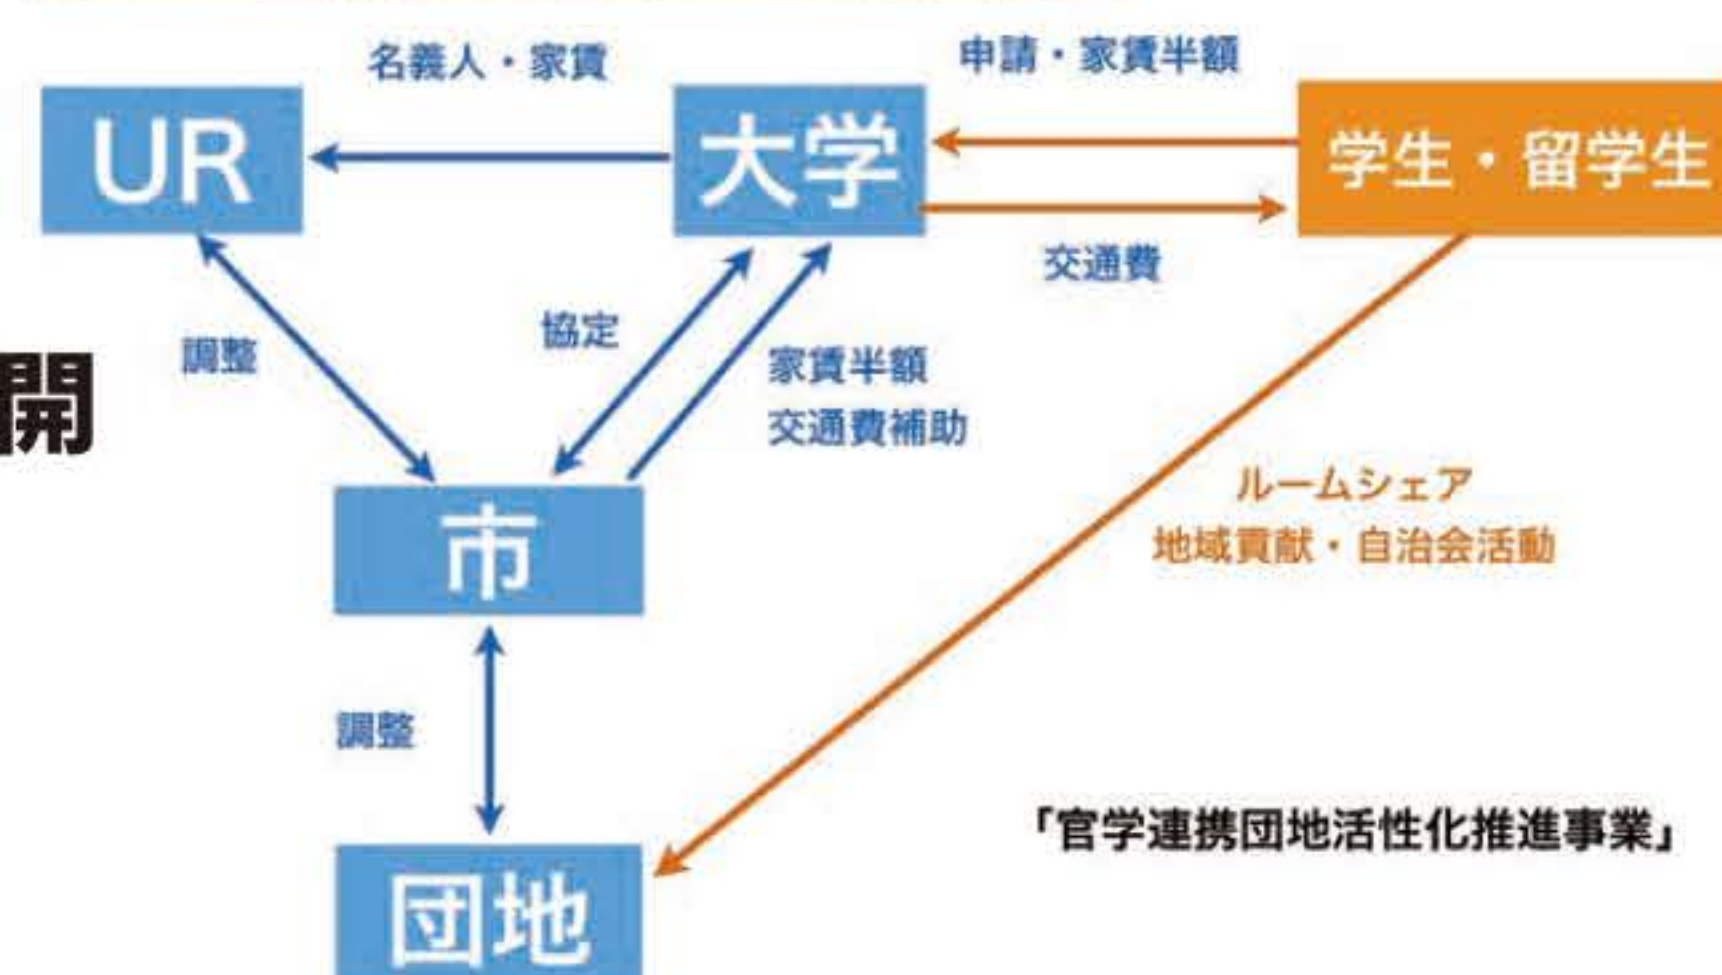 名義人・家賃
申請・家賃半額
UR
大学
学生・留学生
交通費
調整
協定
家賃半額
交通費補助
開
市
ルームシェア
地域貢献・自治会活動
調整
「官学連携団地活性化推進事業」
団地